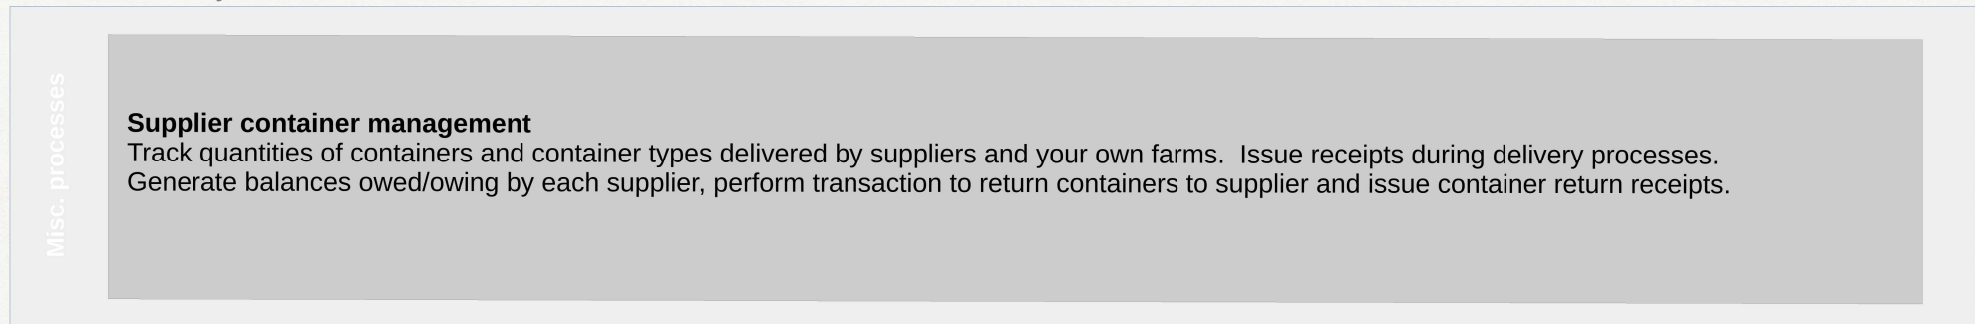 Misc. processes
Supplier container management
Track quantities of containers and container types delivered by suppliers and your own farms.  Issue receipts during delivery processes.
Generate balances owed/owing by each supplier, perform transaction to return containers to supplier and issue container return receipts.